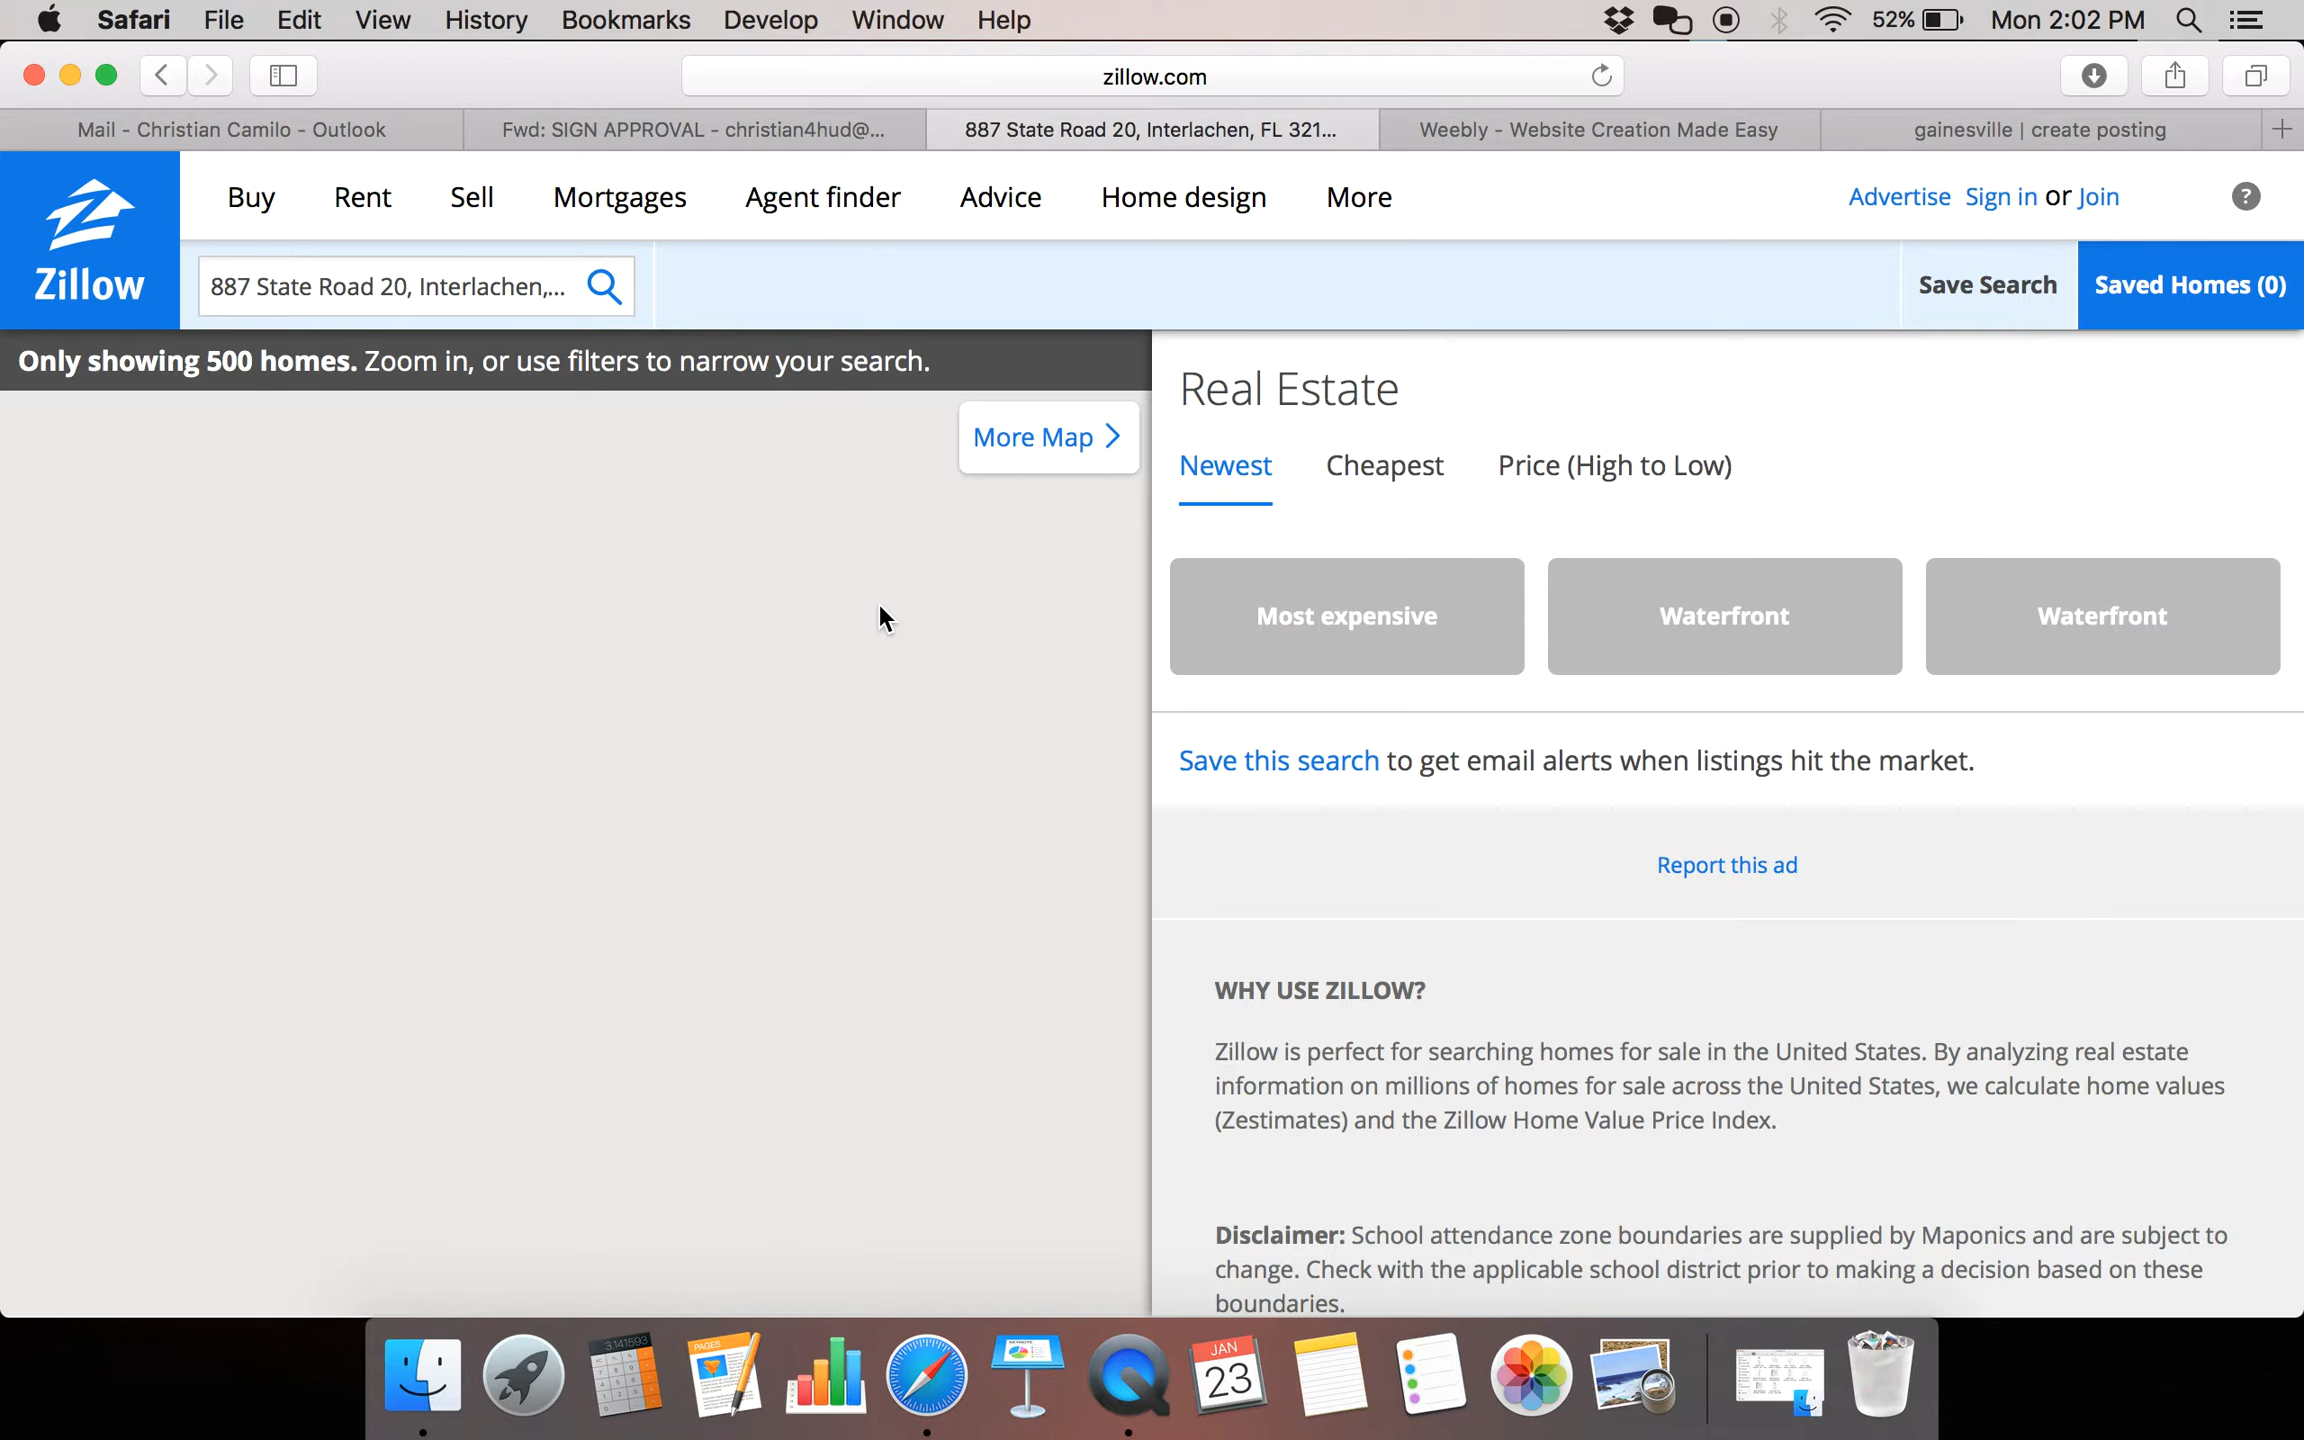 Safari File Edit View History Bookmarks Develop Window Help 52% Mon 2:02 PM
zillow.com
Mail - Christian Camilo - Outlook Fwd: SIGN APPROVAL - christian4hud@... 887 State Road 20, Interlachen, FL 321... Weebly - Website Creation Made Easy gainesville | create posting
Buy Rent Sell Mortgages Agent finder Advice Home design More Advertise Sign in or Join ?
Zillow
887 State Road 20, Interlachen,... Save Search Saved Homes (0)
Only showing 500 homes. Zoom in, or use filters to narrow your search.
More Map
Real Estate
Newest Cheapest Price (High to Low)
Most expensive Waterfront Waterfront
Save this search to get email alerts when listings hit the market.
Report this ad
WHY USE ZILLOW?
Zillow is perfect for searching homes for sale in the United States. By analyzing real estate
information on millions of homes for sale across the United States, we calculate home values
(Zestimates) and the Zillow Home Value Price Index.
Disclaimer: School attendance zone boundaries are supplied by Maponics and are subject to
change. Check with the applicable school district prior to making a decision based on these
boundaries.
3.141593
PAGES
KEYNOTE
JAN
23